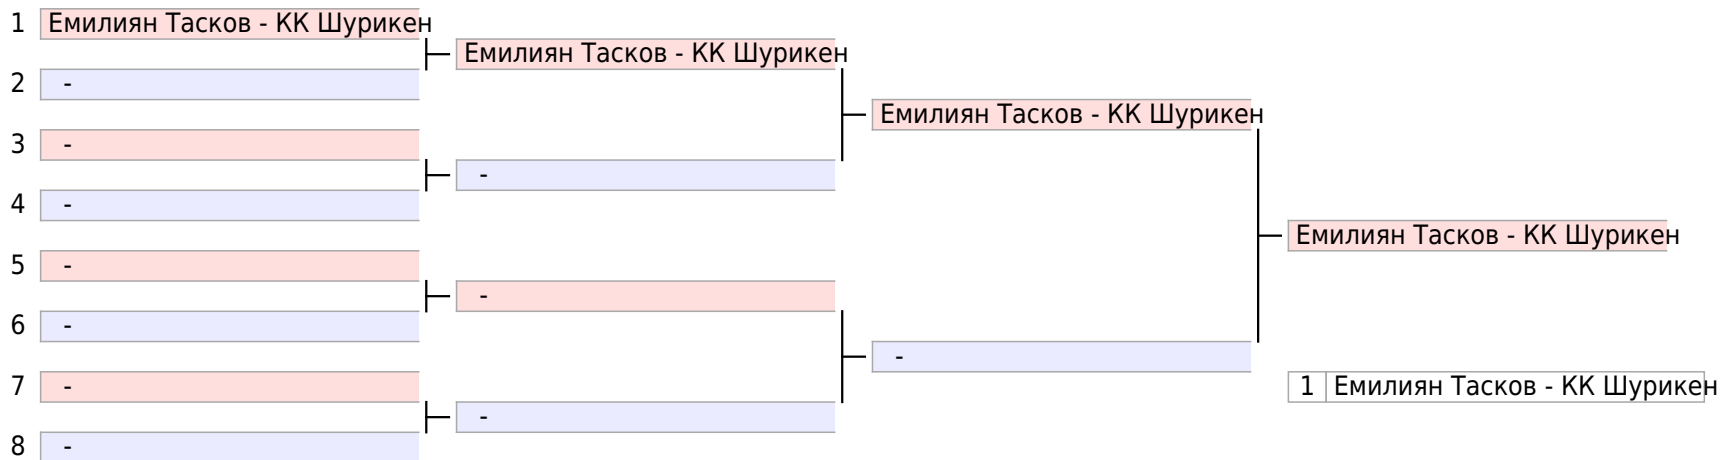 1 Емилиян Тасков - КК Шурикен
Емилиян Тасков - КК Шурикен
2 -
Емилиян Тасков - КК Шурикен
3 -
-
4 -
Емилиян Тасков - КК Шурикен
5 -
-
6 -
-
7 -
1 Емилиян Тасков - КК Шурикен
-
8 -